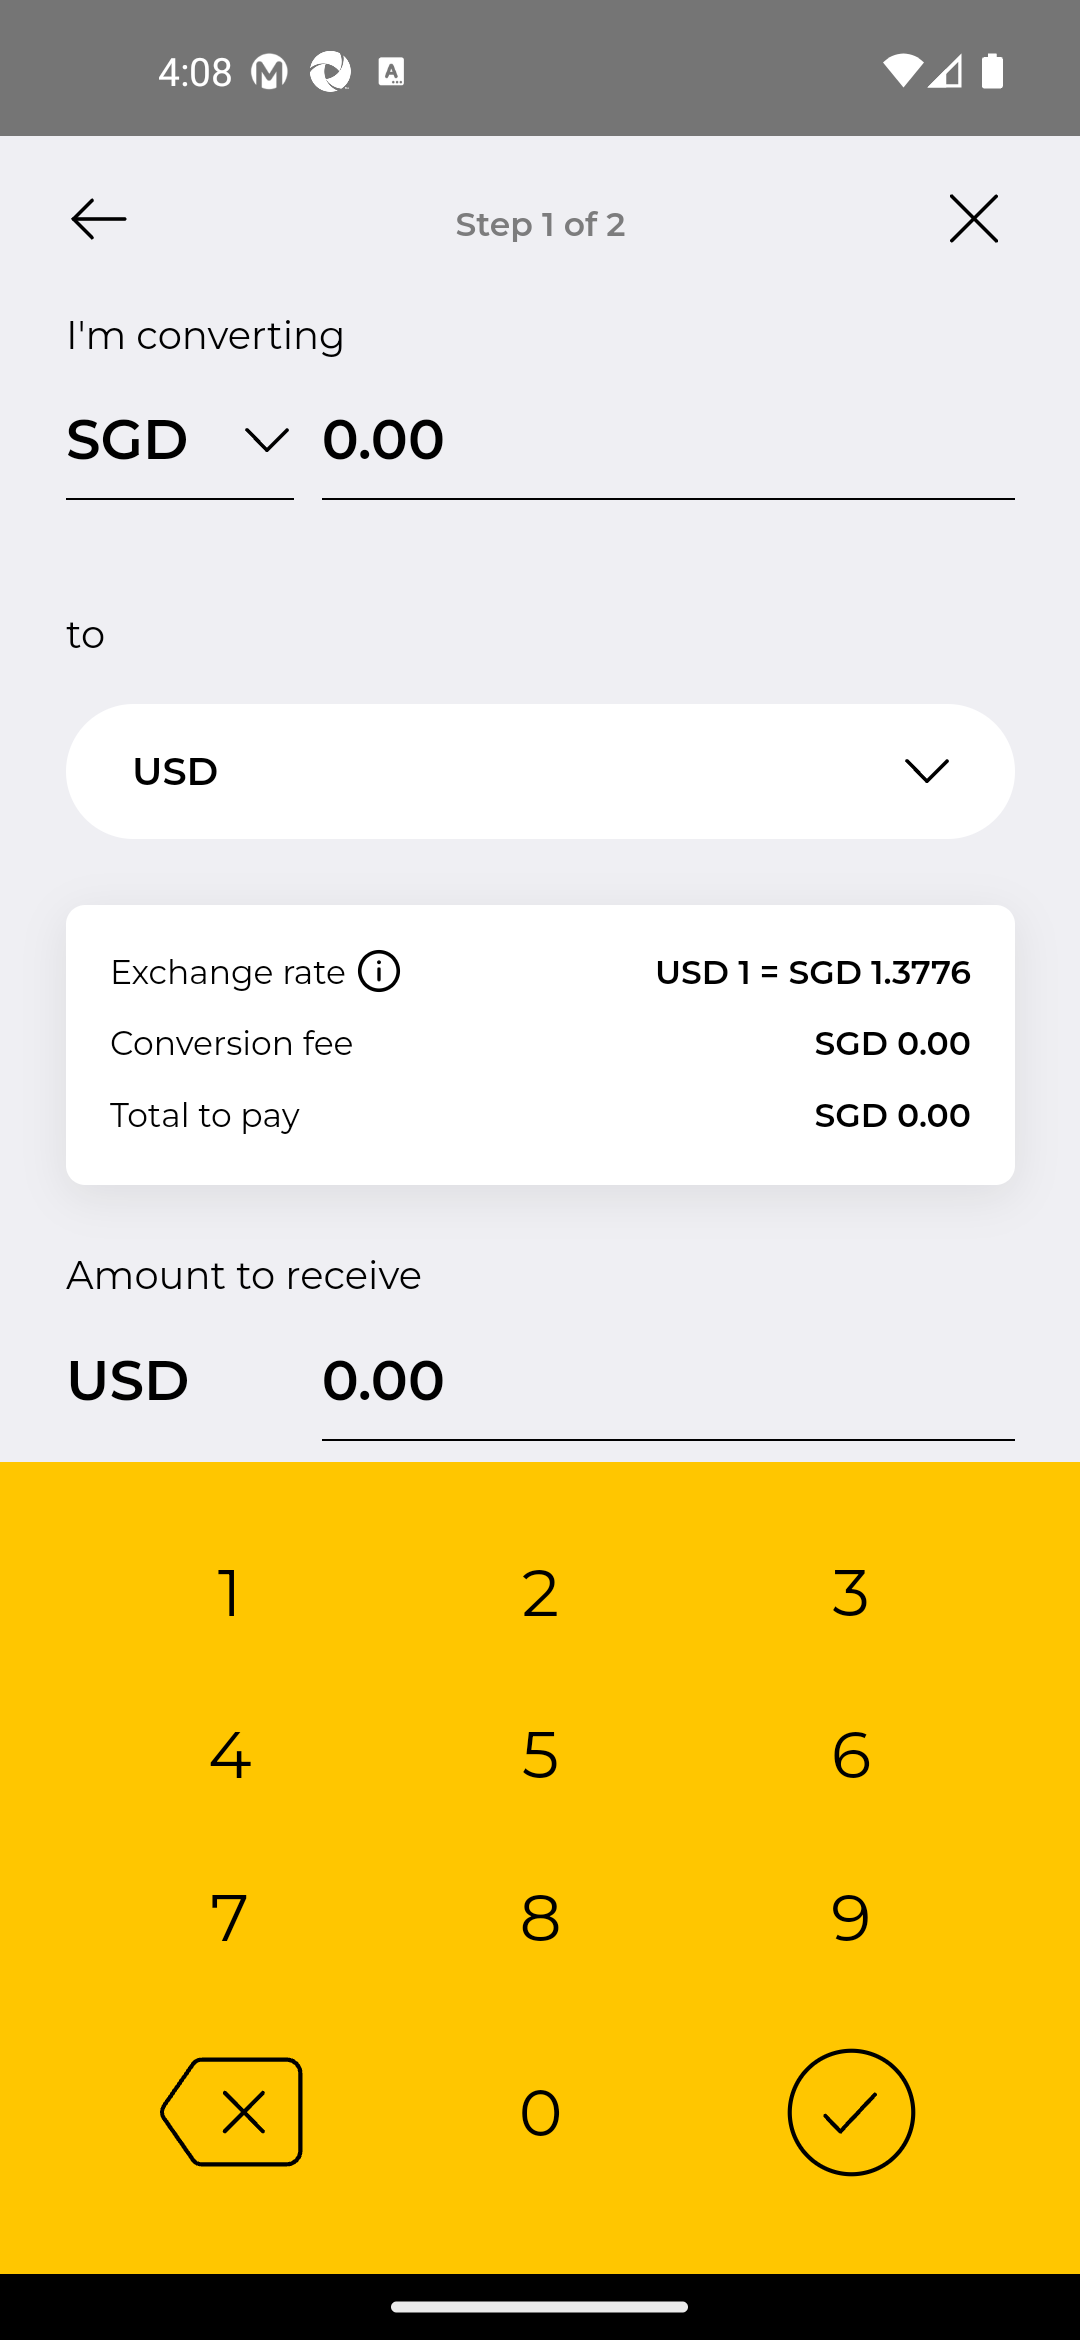 4:08
Step 1 of 2
I'm converting
SGD 0.00
to
USD
Exchange rate USD 1 = SGD 1.3776
Conversion fee SGD 0.00
Total to pay SGD 0.00
Amount to receive
USD 0.00
1 2 3
4 5 6
7 8 9
0